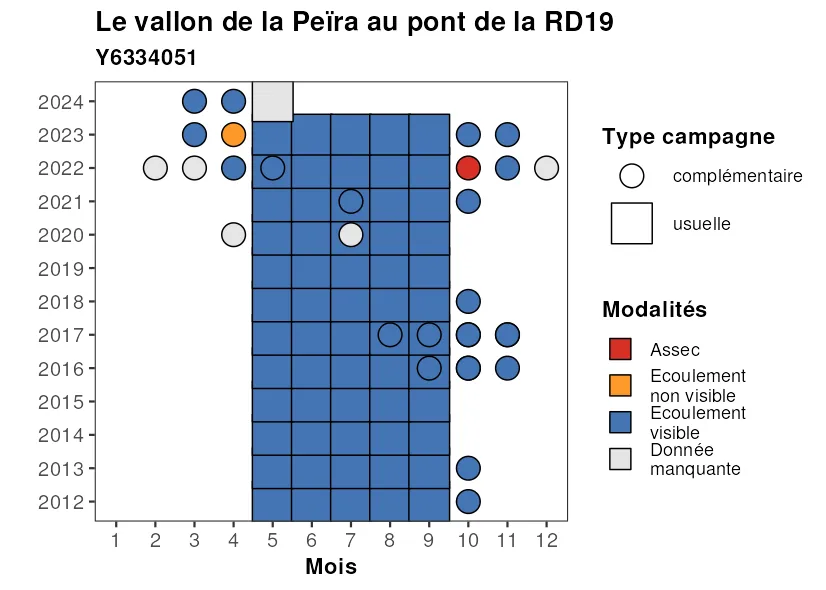 Le vallon de la Peïra au pont de la RD19
Y6334051
2024
2023
2022
2021
2020
2019
2018
2017
2016
2015
2014
2013
2012
1 2 3 4 5 6 7 8 9 10 11 12
Mois
Type campagne
complémentaire
usuelle
Modalités
Assec
Ecoulement
non visible
Ecoulement
visible
Donnée
manquante